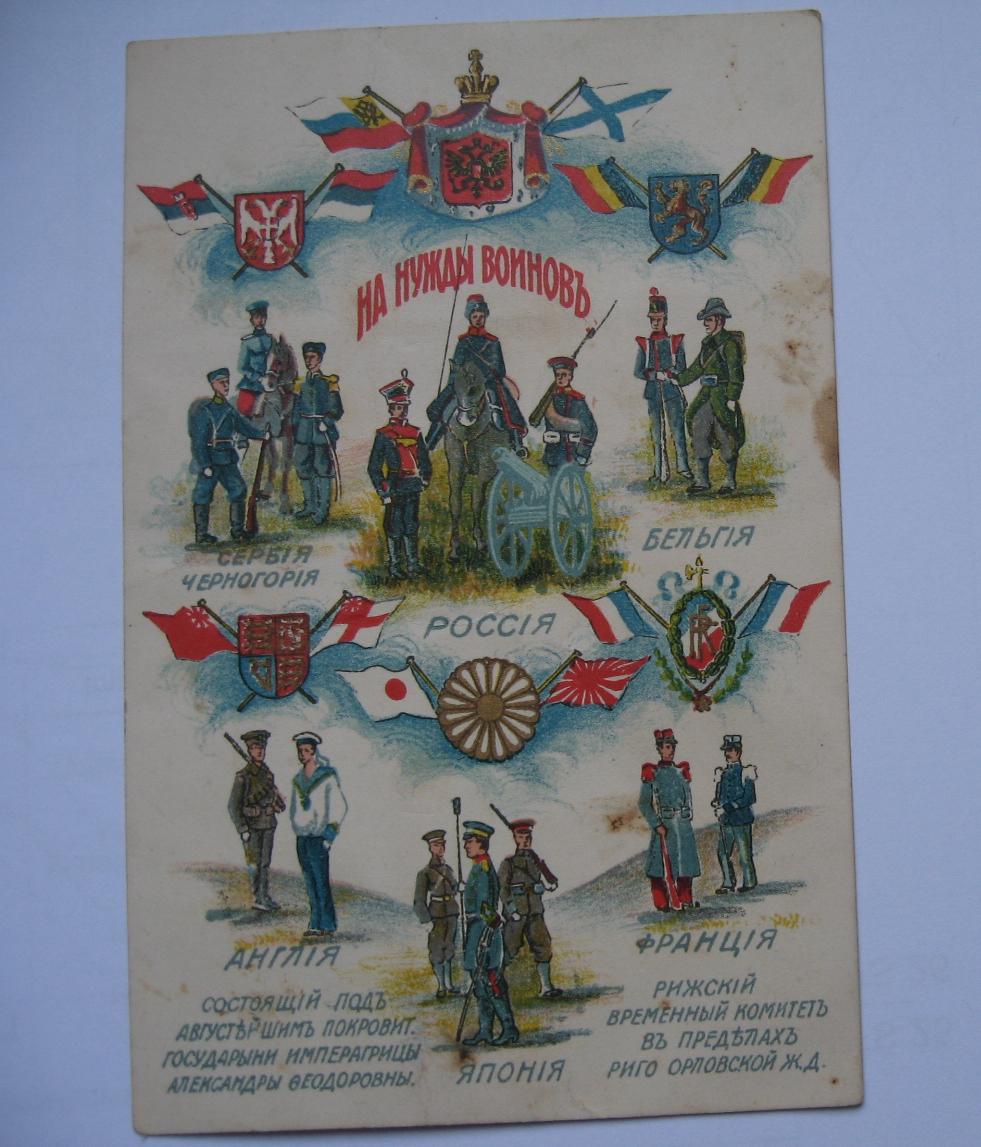 НА НУЖДЫ ВОИНОВЪ
СЕРБІЯ
ЧЕРНОГОРІЯ
РОССІЯ
БЕЛЬГІЯ
RF
АНГЛІЯ
ЯПОНІЯ
ФРАНЦІЯ
СОСТОЯЩІЙ ПОДЪ
АВГУСТѢЙШИМЪ ПОКРОВИТ.
ГОСУДАРЫНИ ИМПЕРАТРИЦЫ
АЛЕКСАНДРЫ ѲЕОДОРОВНЫ.
РИЖСКІЙ
ВРЕМЕННЫЙ КОМИТЕТЪ
ВЪ ПРЕДѢЛАХЪ
РИГО ОРЛОВСКОЙ Ж.Д.